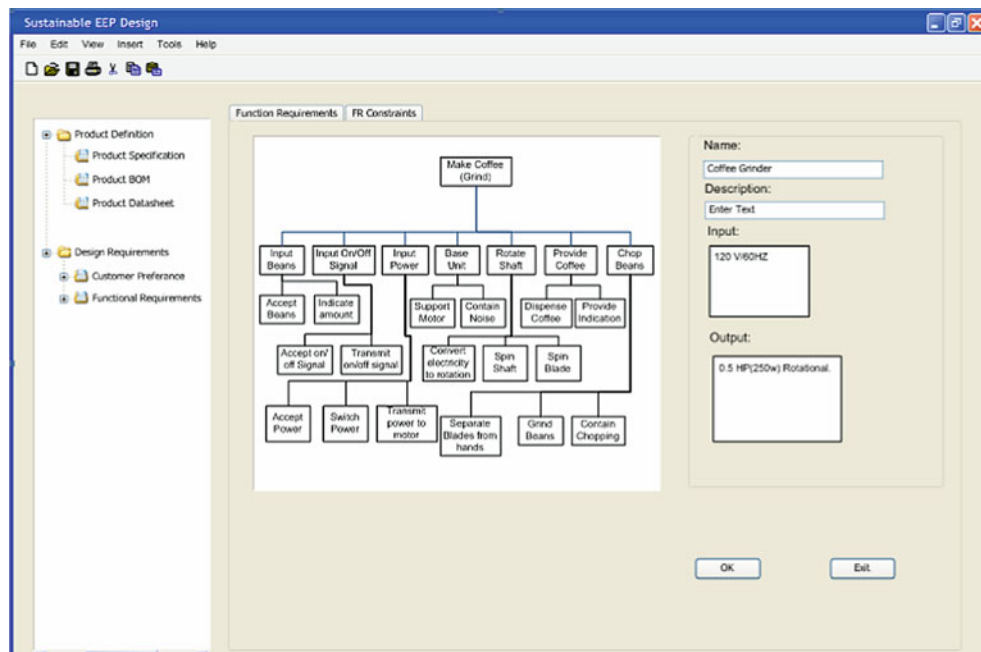 Sustainable EEP Design
File Edit View Insert Tools Help
Function Requirements FR Constraints
Product Definition
Product Specification
Product BOM
Product Datasheet
Design Requirements
Customer Preferance
Functional Requirements
Make Coffee
(Grind)
Input
Beans
Input On/Off
Signal
Input
Power
Base
Unit
Rotate
Shaft
Provide
Coffee
Chop
Beans
Accept
Beans
Indicate
amount
Support
Motor
Contain
Noise
Dispense
Coffee
Provide
Indication
Accept on/
off Signal
Transmit
on/off signal
Convert
electricity
to rotation
Spin
Shaft
Spin
Blade
Accept
Power
Switch
Power
Transmit
power to
motor
Separate
Blades from
hands
Grind
Beans
Contain
Chopping
Name:
Coffee Grinder
Description:
Enter Text
Input:
120 V/60HZ
Output:
0.5 HP(250w) Rotational.
OK Exit